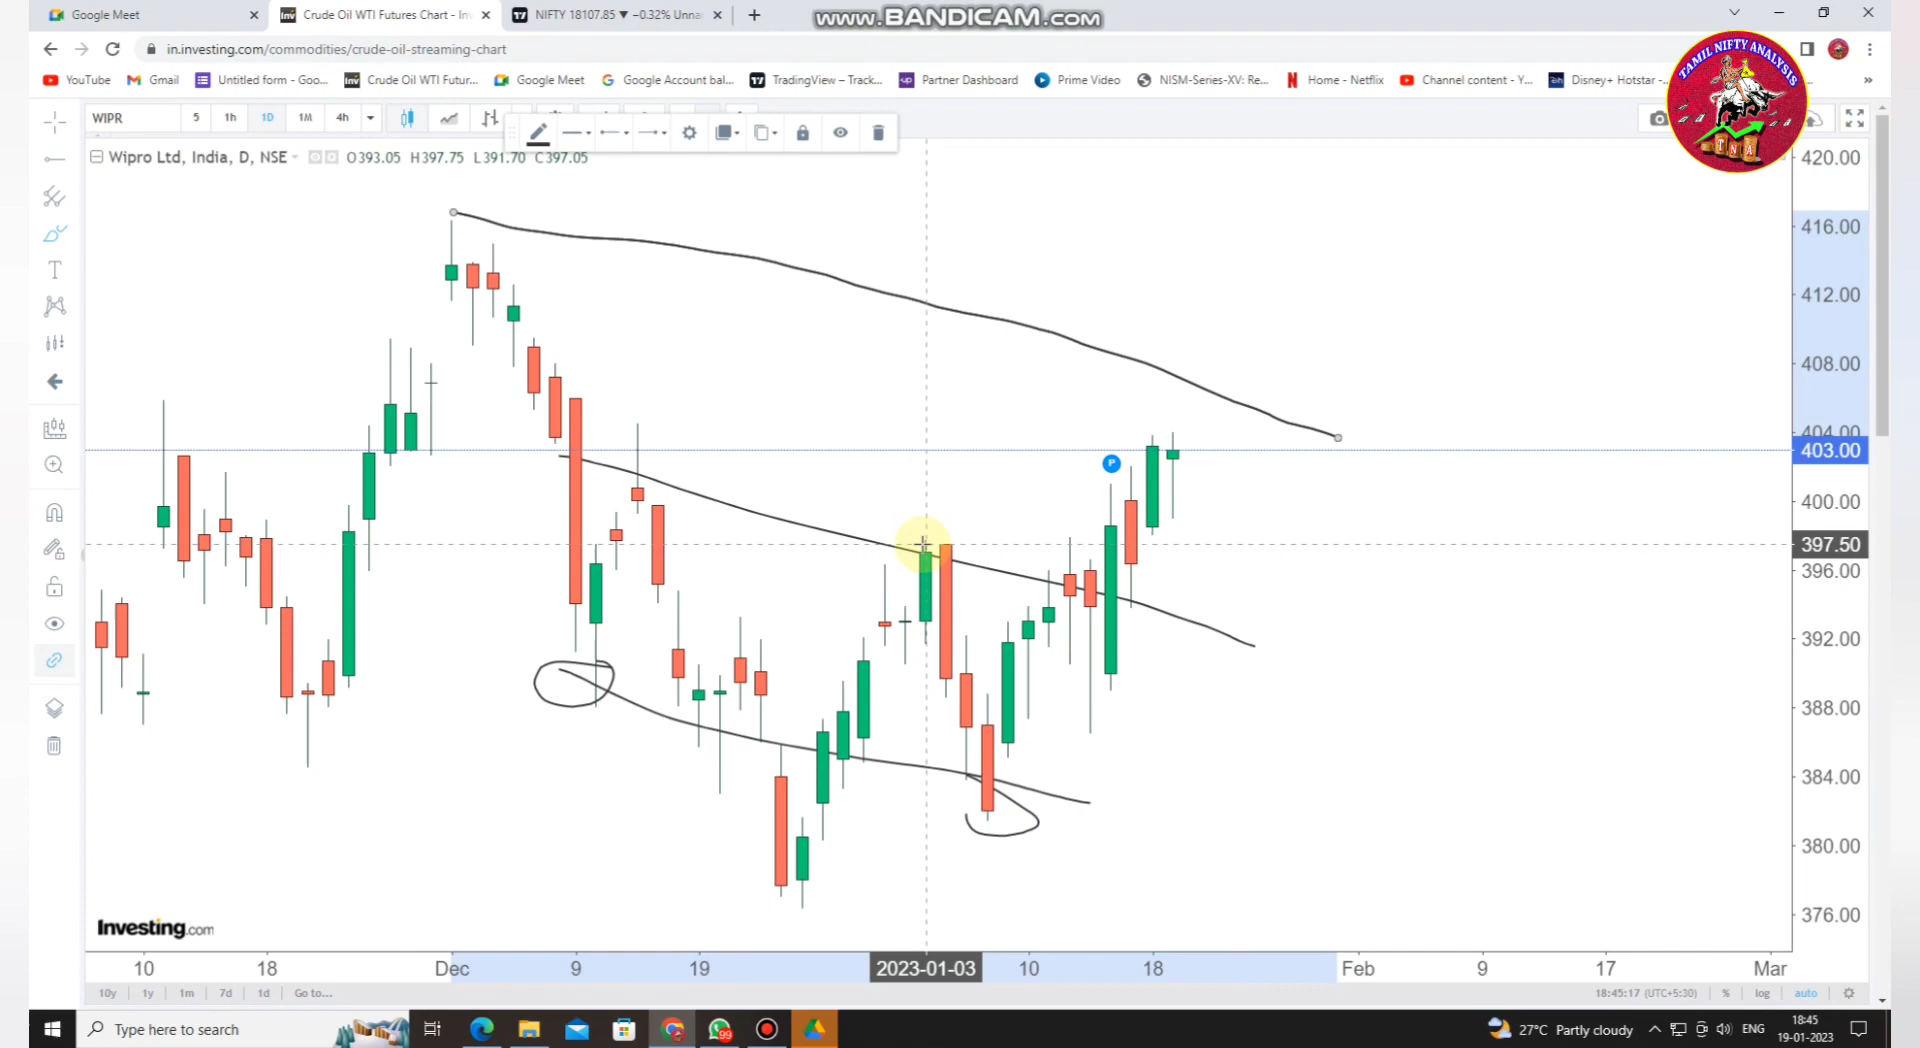 Google Meet
Crude Oil WTI Futures Chart - Inv
NIFTY 18107.85 ▼ −0.32% Unna
www.BANDICAM.com
in.investing.com/commodities/crude-oil-streaming-chart
YouTube
Gmail
Untitled form - Goo...
Crude Oil WTI Futur...
Google Meet
Google Account bal...
TradingView – Track...
Partner Dashboard
Prime Video
NISM-Series-XV: Re...
Home - Netflix
Channel content - Y...
Disney+ Hotstar -
TAMIL NIFTY ANALYSIS
TNA
WIPR
5
1h
1D
1M
4h
Wipro Ltd, India, D, NSE
O393.05 H397.75 L391.70 C397.05
420.00
416.00
412.00
408.00
404.00
403.00
400.00
397.50
396.00
392.00
388.00
384.00
380.00
376.00
P
Investing.com
10
18
Dec
9
19
2023-01-03
10
18
Feb
9
17
Mar
10y
1y
1m
7d
1d
Go to...
18:45:17 (UTC+5:30)
%
log
auto
Type here to search
99
27°C Partly cloudy
ENG
18:45
19-01-2023